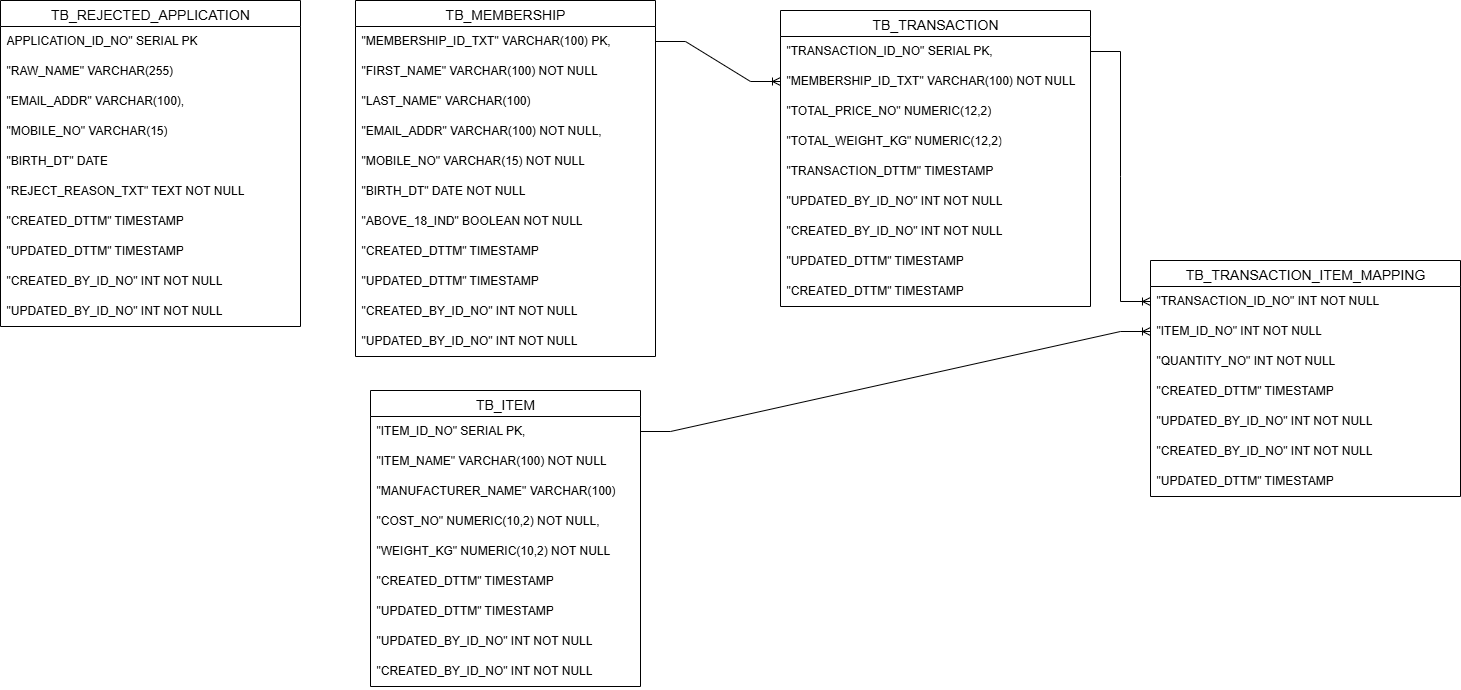 TB_REJECTED_APPLICATION
APPLICATION_ID_NO" SERIAL PK
"RAW_NAME" VARCHAR(255)
"EMAIL_ADDR" VARCHAR(100),
"MOBILE_NO" VARCHAR(15)
"BIRTH_DT" DATE
"REJECT_REASON_TXT" TEXT NOT NULL
"CREATED_DTTM" TIMESTAMP
"UPDATED_DTTM" TIMESTAMP
"CREATED_BY_ID_NO" INT NOT NULL
"UPDATED_BY_ID_NO" INT NOT NULL
TB_MEMBERSHIP
"MEMBERSHIP_ID_TXT" VARCHAR(100) PK,
"FIRST_NAME" VARCHAR(100) NOT NULL
"LAST_NAME" VARCHAR(100)
"EMAIL_ADDR" VARCHAR(100) NOT NULL,
"MOBILE_NO" VARCHAR(15) NOT NULL
"BIRTH_DT" DATE NOT NULL
"ABOVE_18_IND" BOOLEAN NOT NULL
"CREATED_DTTM" TIMESTAMP
"UPDATED_DTTM" TIMESTAMP
"CREATED_BY_ID_NO" INT NOT NULL
"UPDATED_BY_ID_NO" INT NOT NULL
TB_TRANSACTION
"TRANSACTION_ID_NO" SERIAL PK,
"MEMBERSHIP_ID_TXT" VARCHAR(100) NOT NULL
"TOTAL_PRICE_NO" NUMERIC(12,2)
"TOTAL_WEIGHT_KG" NUMERIC(12,2)
"TRANSACTION_DTTM" TIMESTAMP
"UPDATED_BY_ID_NO" INT NOT NULL
"CREATED_BY_ID_NO" INT NOT NULL
"UPDATED_DTTM" TIMESTAMP
"CREATED_DTTM" TIMESTAMP
TB_TRANSACTION_ITEM_MAPPING
"TRANSACTION_ID_NO" INT NOT NULL
"ITEM_ID_NO" INT NOT NULL
"QUANTITY_NO" INT NOT NULL
"CREATED_DTTM" TIMESTAMP
"UPDATED_BY_ID_NO" INT NOT NULL
"CREATED_BY_ID_NO" INT NOT NULL
"UPDATED_DTTM" TIMESTAMP
TB_ITEM
"ITEM_ID_NO" SERIAL PK,
"ITEM_NAME" VARCHAR(100) NOT NULL
"MANUFACTURER_NAME" VARCHAR(100)
"COST_NO" NUMERIC(10,2) NOT NULL,
"WEIGHT_KG" NUMERIC(10,2) NOT NULL
"CREATED_DTTM" TIMESTAMP
"UPDATED_DTTM" TIMESTAMP
"UPDATED_BY_ID_NO" INT NOT NULL
"CREATED_BY_ID_NO" INT NOT NULL